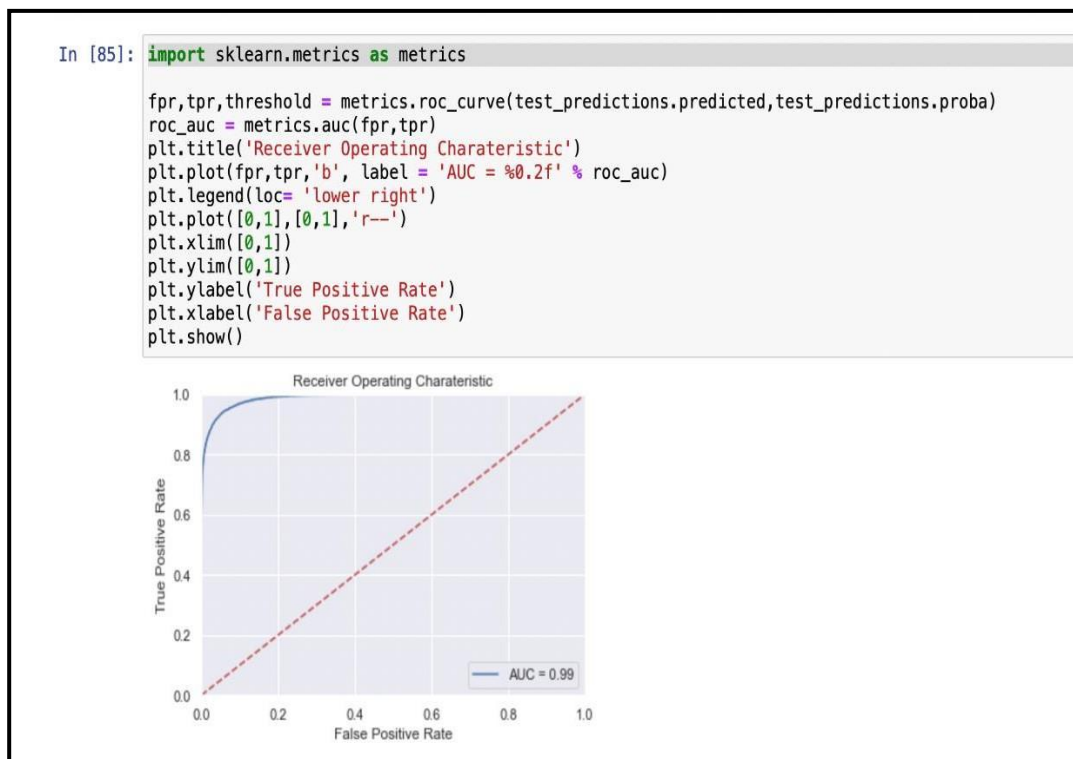 In [85]: import sklearn.metrics as metrics
fpr,tpr,threshold = metrics.roc_curve(test_predictions.predicted,test_predictions.proba)
roc_auc = metrics.auc(fpr,tpr)
plt.title('Receiver Operating Charateristic')
plt.plot(fpr,tpr,'b', label = 'AUC = %0.2f' % roc_auc)
plt.legend(loc= 'lower right')
plt.plot([0,1],[0,1],'r--')
plt.xlim([0,1])
plt.ylim([0,1])
plt.ylabel('True Positive Rate')
plt.xlabel('False Positive Rate')
plt.show()
Receiver Operating Charateristic
True Positive Rate
1.0
0.8
0.6
0.4
0.2
0.0
AUC = 0.99
0.0 0.2 0.4 0.6 0.8 1.0
False Positive Rate